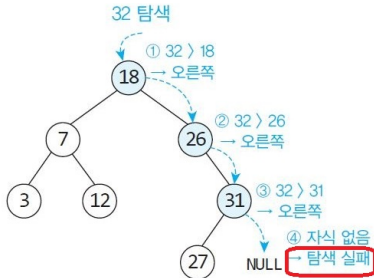 32 탐색
① 32 > 18
→ 오른쪽
18
② 32 > 26
→ 오른쪽
7
26
③ 32 > 31
→ 오른쪽
3
12
31
④ 자식 없음
→ 탐색 실패
27
NULL